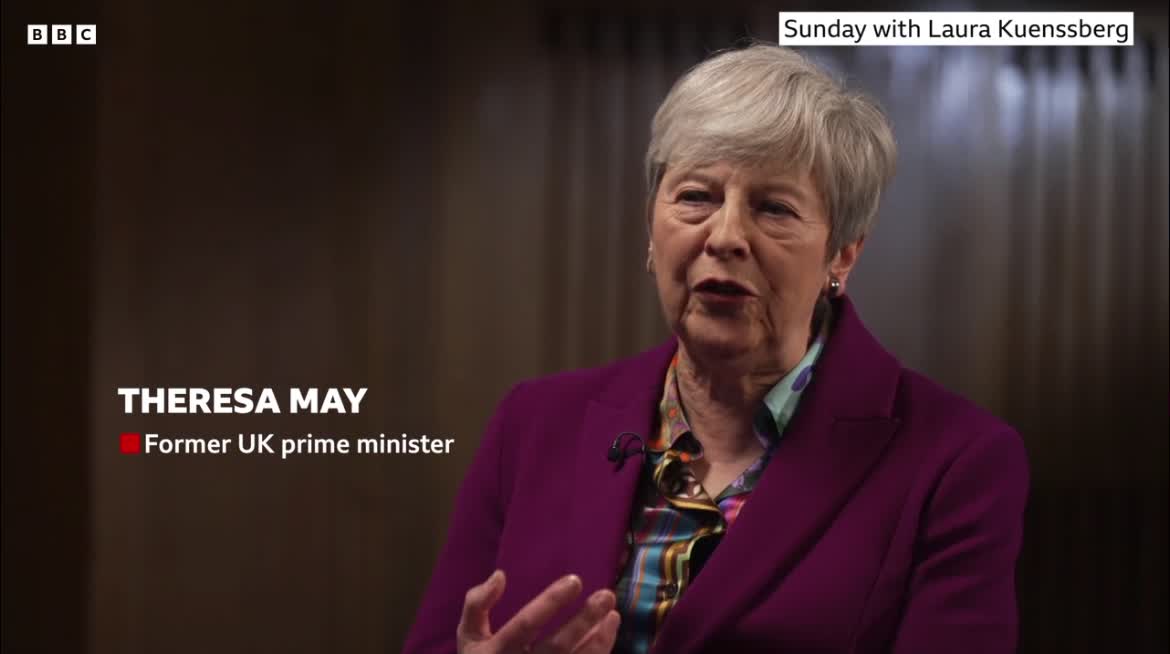 BBC
Sunday with Laura Kuenssberg
THERESA MAY
Former UK prime minister